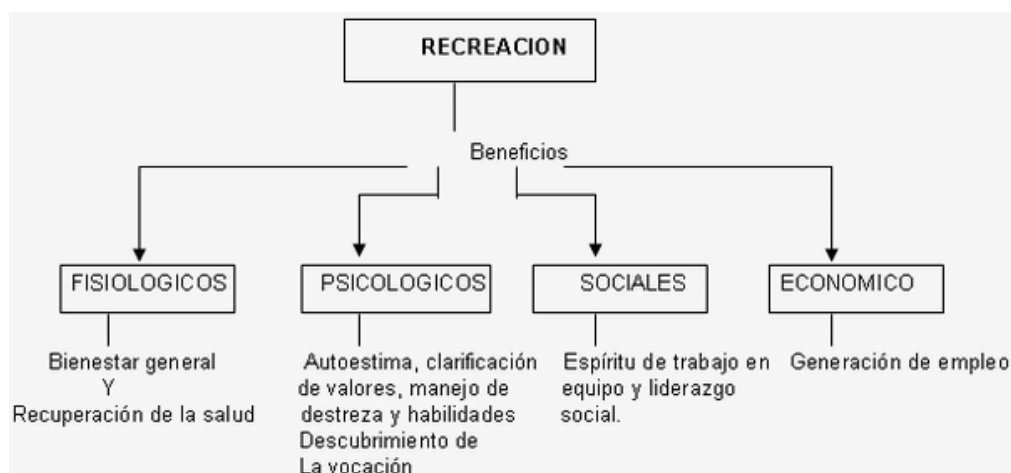 RECREACION
Beneficios
FISIOLOGICOS
PSICOLOGICOS
SOCIALES
ECONOMICO
Bienestar general
Y
Recuperación de la salud
Autoestima, clarificación
de valores, manejo de
destreza y habilidades
Descubrimiento de
La vocación
Espíritu de trabajo en
equipo y liderazgo
social.
Generación de empleo